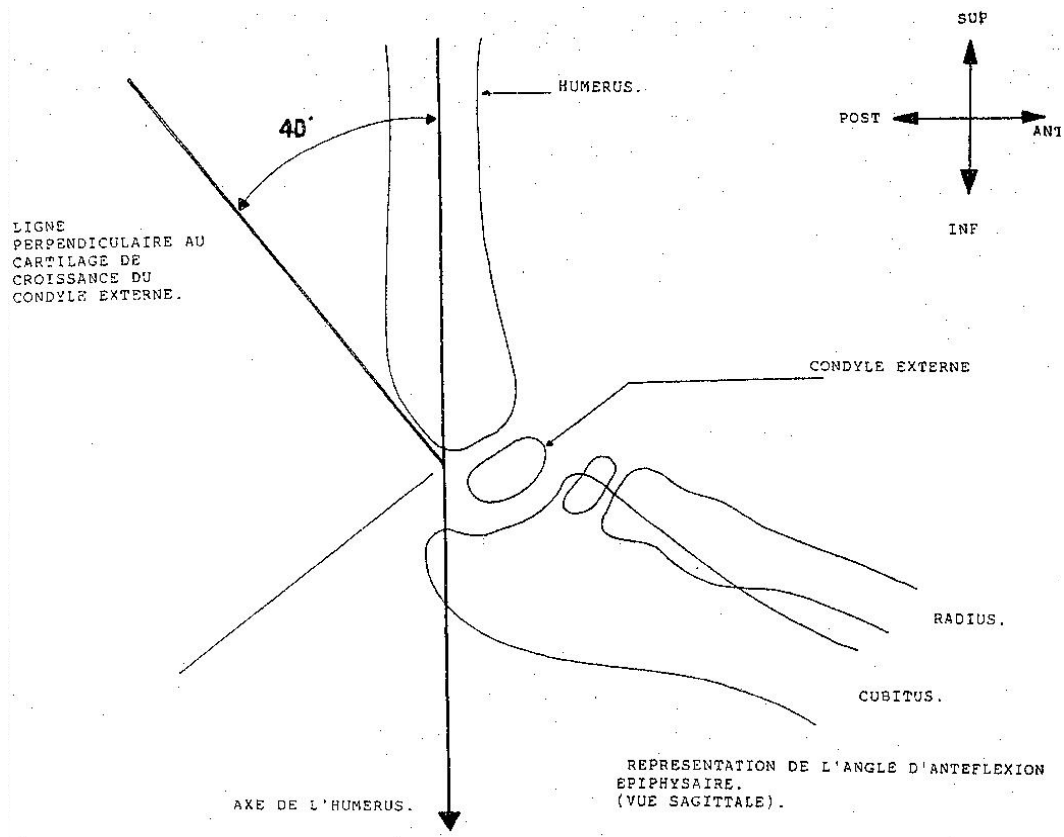 SUP
HUMERUS.
40°
POST
ANT
LIGNE
PERPENDICULAIRE AU
CARTILAGE DE
CROISSANCE DU
CONDYLE EXTERNE.
INF
CONDYLE EXTERNE
RADIUS.
CUBITUS.
REPRESENTATION DE L'ANGLE D'ANTEFLEXION
EPIPHYSAIRE.
(VUE SAGITTALE).
AXE DE L'HUMERUS.